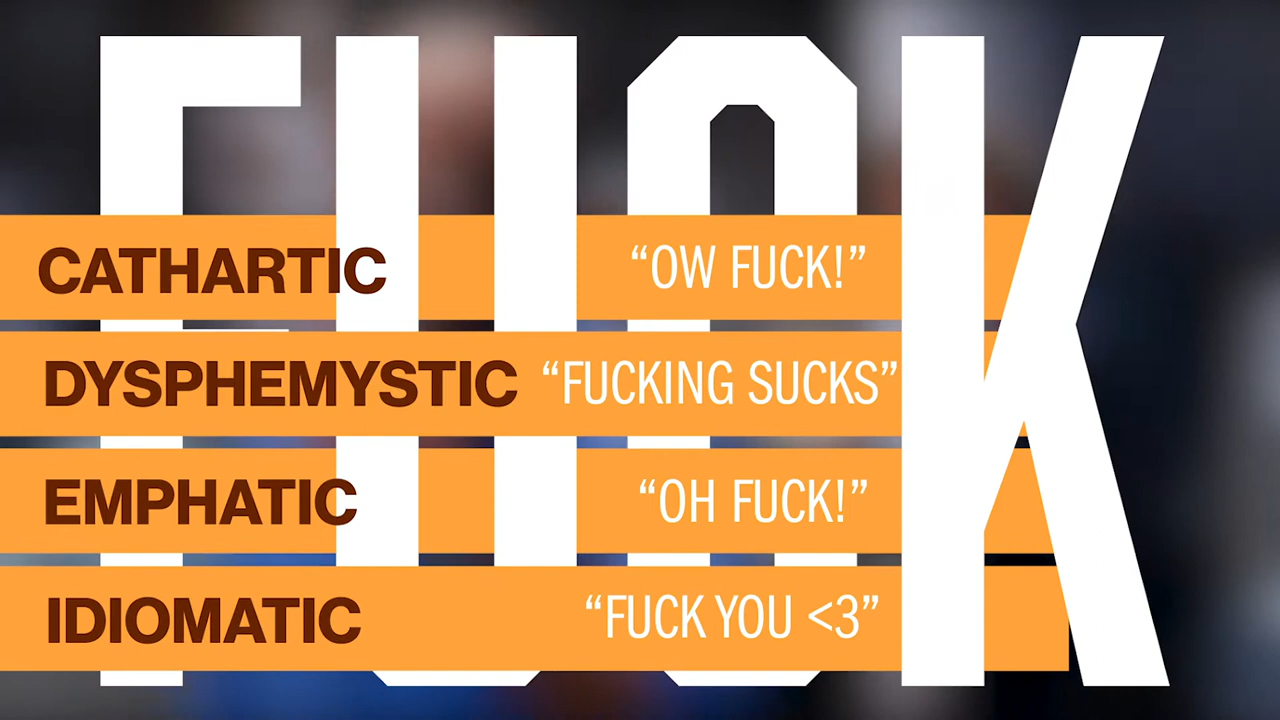 FUCK
CATHARTIC “OW FUCK!”
DYSPHEMYSTIC “FUCKING SUCKS”
EMPHATIC “OH FUCK!”
IDIOMATIC “FUCK YOU <3”